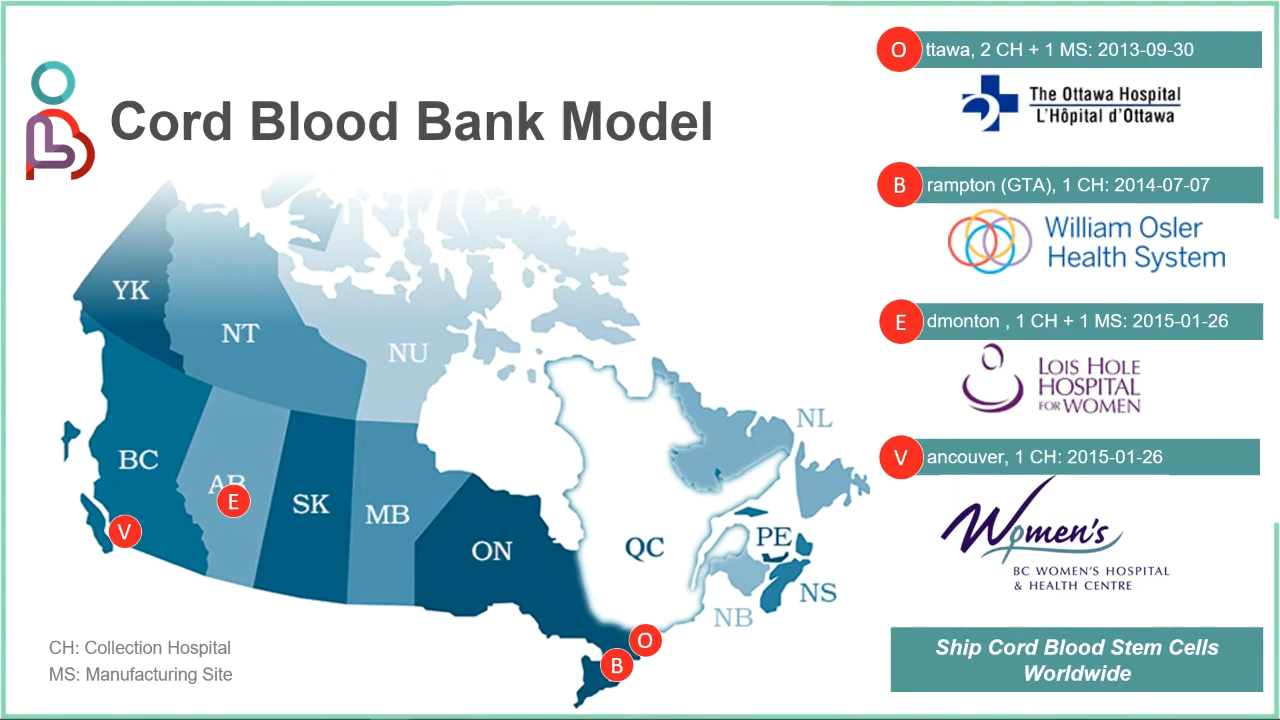 Cord Blood Bank Model
O ttawa, 2 CH + 1 MS: 2013-09-30
The Ottawa Hospital
L'Hôpital d'Ottawa
B rampton (GTA), 1 CH: 2014-07-07
William Osler
Health System
E dmonton , 1 CH + 1 MS: 2015-01-26
LOIS HOLE
HOSPITAL
FOR WOMEN
V ancouver, 1 CH: 2015-01-26
Women's
BC WOMEN'S HOSPITAL
& HEALTH CENTRE
Ship Cord Blood Stem Cells
Worldwide
YK
NT
NU
NL
BC
AB
E
SK
MB
V
ON
QC
PE
NS
NB
O
B
CH: Collection Hospital
MS: Manufacturing Site